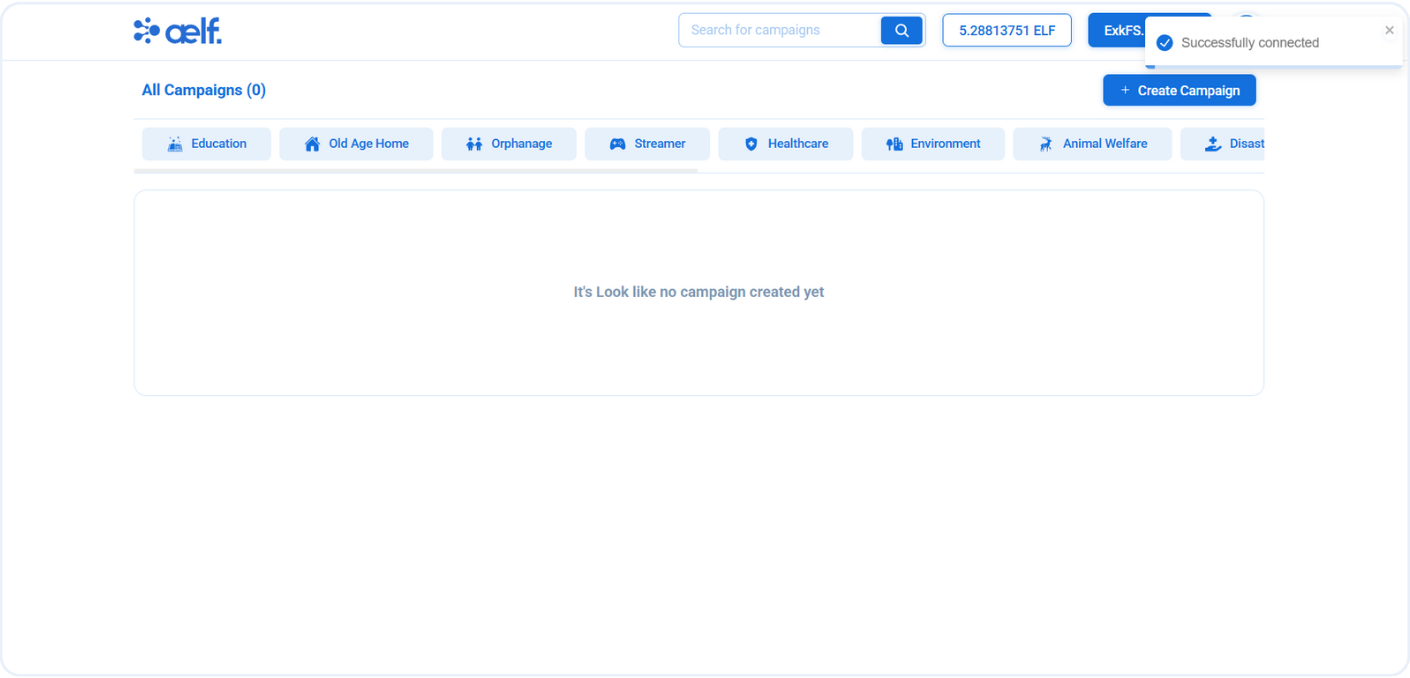 ælf.
Search for campaigns
5.28813751 ELF
ExkFS.
Successfully connected
All Campaigns (0)
+ Create Campaign
Education
Old Age Home
Orphanage
Streamer
Healthcare
Environment
Animal Welfare
Disast
It's Look like no campaign created yet